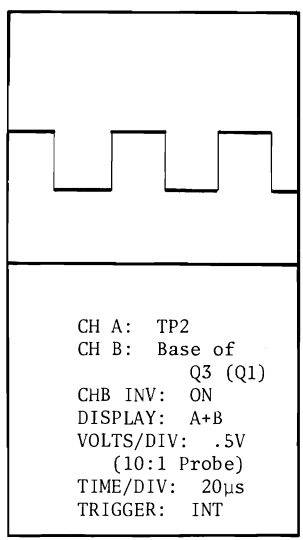 CH A: TP2
CH B: Base of
Q3 (Q1)
CHB INV: ON
DISPLAY: A+B
VOLTS/DIV: .5V
(10:1 Probe)
TIME/DIV: 20μs
TRIGGER: INT